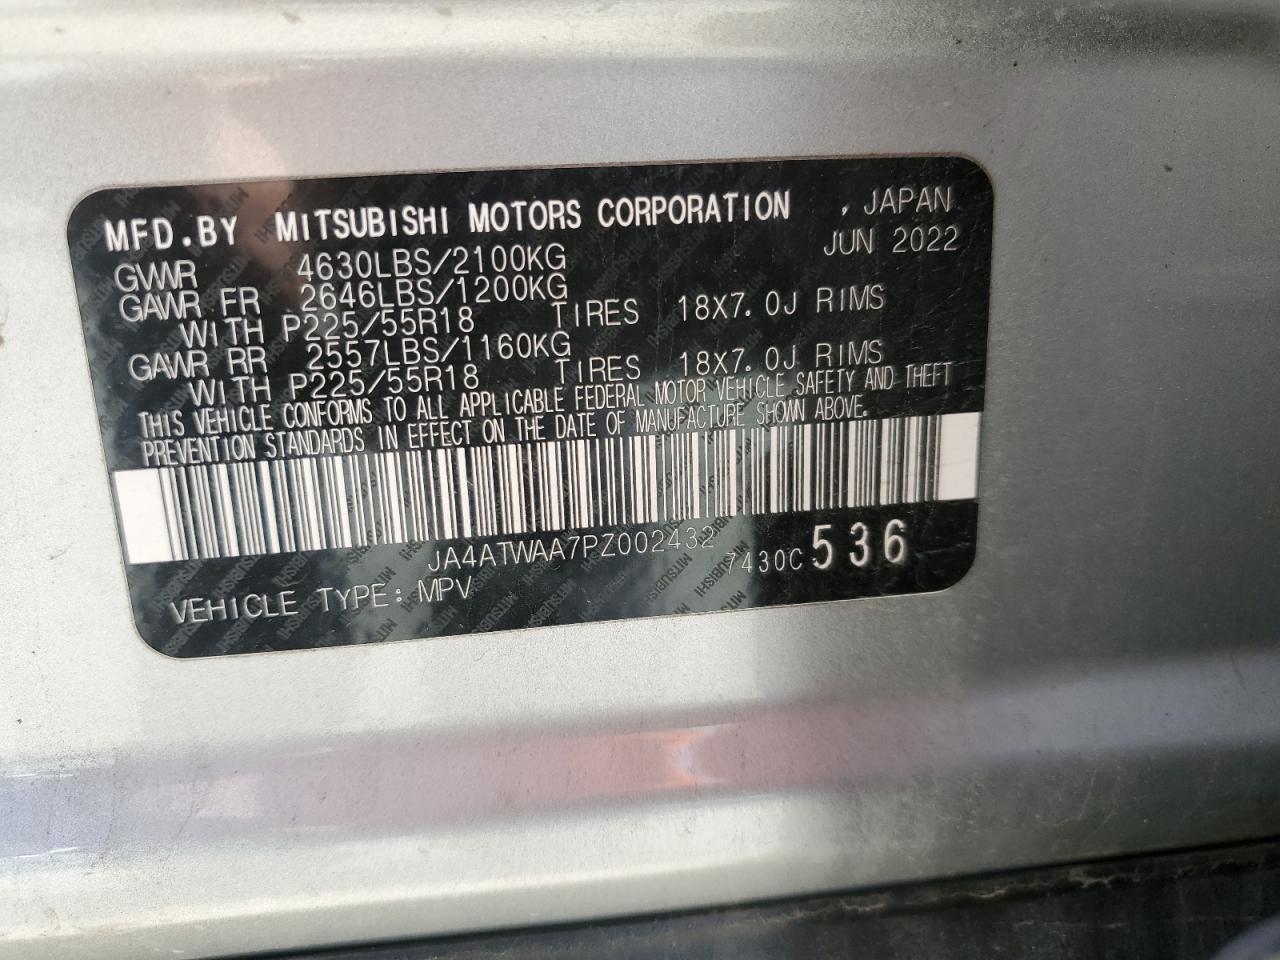 MFD.BY MITSUBISHI MOTORS CORPORATION , JAPAN
JUN 2022
GVWR 4630LBS/2100KG
GAWR FR 2646LBS/1200KG
WITH P225/55R18 TIRES 18X7.0J RIMS
GAWR RR 2557LBS/1160KG
WITH P225/55R18 TIRES 18X7.0J RIMS
THIS VEHICLE CONFORMS TO ALL APPLICABLE FEDERAL MOTOR VEHICLE SAFETY AND THEFT
PREVENTION STANDARDS IN EFFECT ON THE DATE OF MANUFACTURE SHOWN ABOVE.
JA4ATWAA7PZ002432 7430C 536
VEHICLE TYPE: MPV